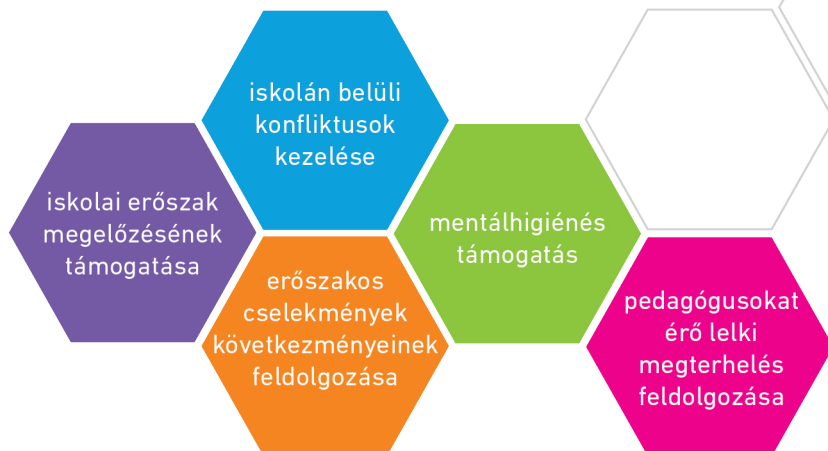 iskolán belüli
konfliktusok
kezelése
iskolai erőszak
megelőzésének
támogatása
mentálhigiénés
támogatás
erőszakos
cselekmények
következményeinek
feldolgozása
pedagógusokat
érő lelki
megterhelés
feldolgozása